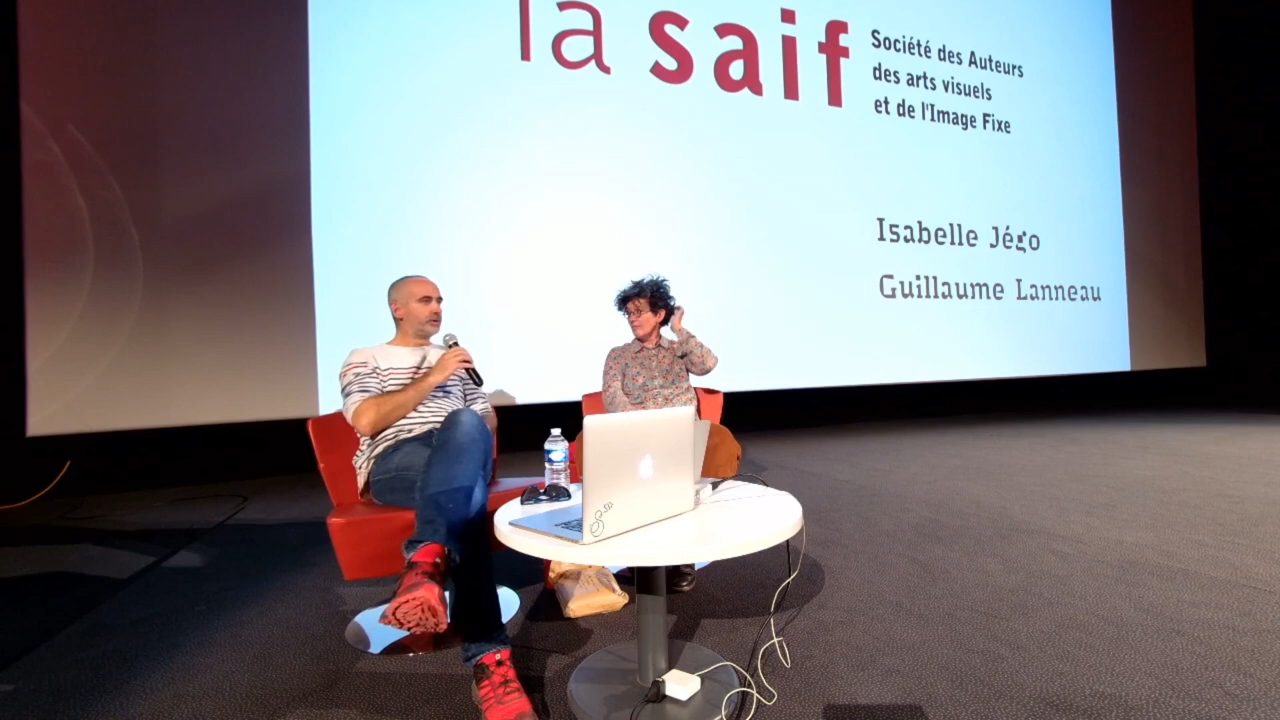 la saif
Société des Auteurs
des arts visuels
et de l'Image Fixe
Isabelle Jégo
Guillaume Lanneau